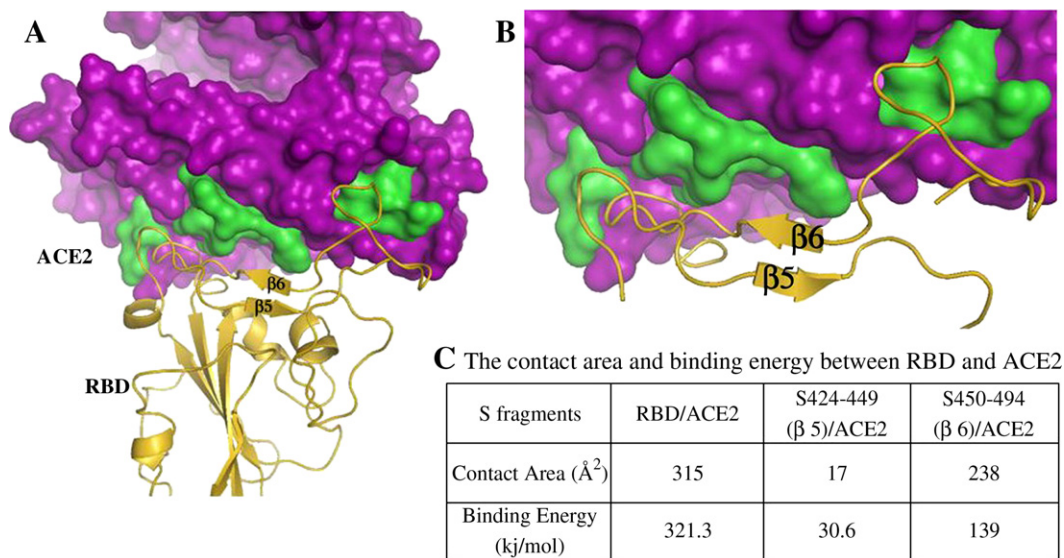 A
B
ACE2
RBD
β6
β5
β6
β5
C The contact area and binding energy between RBD and ACE2
S fragments
RBD/ACE2
S424-449
(β 5)/ACE2
S450-494
(β 6)/ACE2
Contact Area (Å²)
315
17
238
Binding Energy
(kj/mol)
321.3
30.6
139